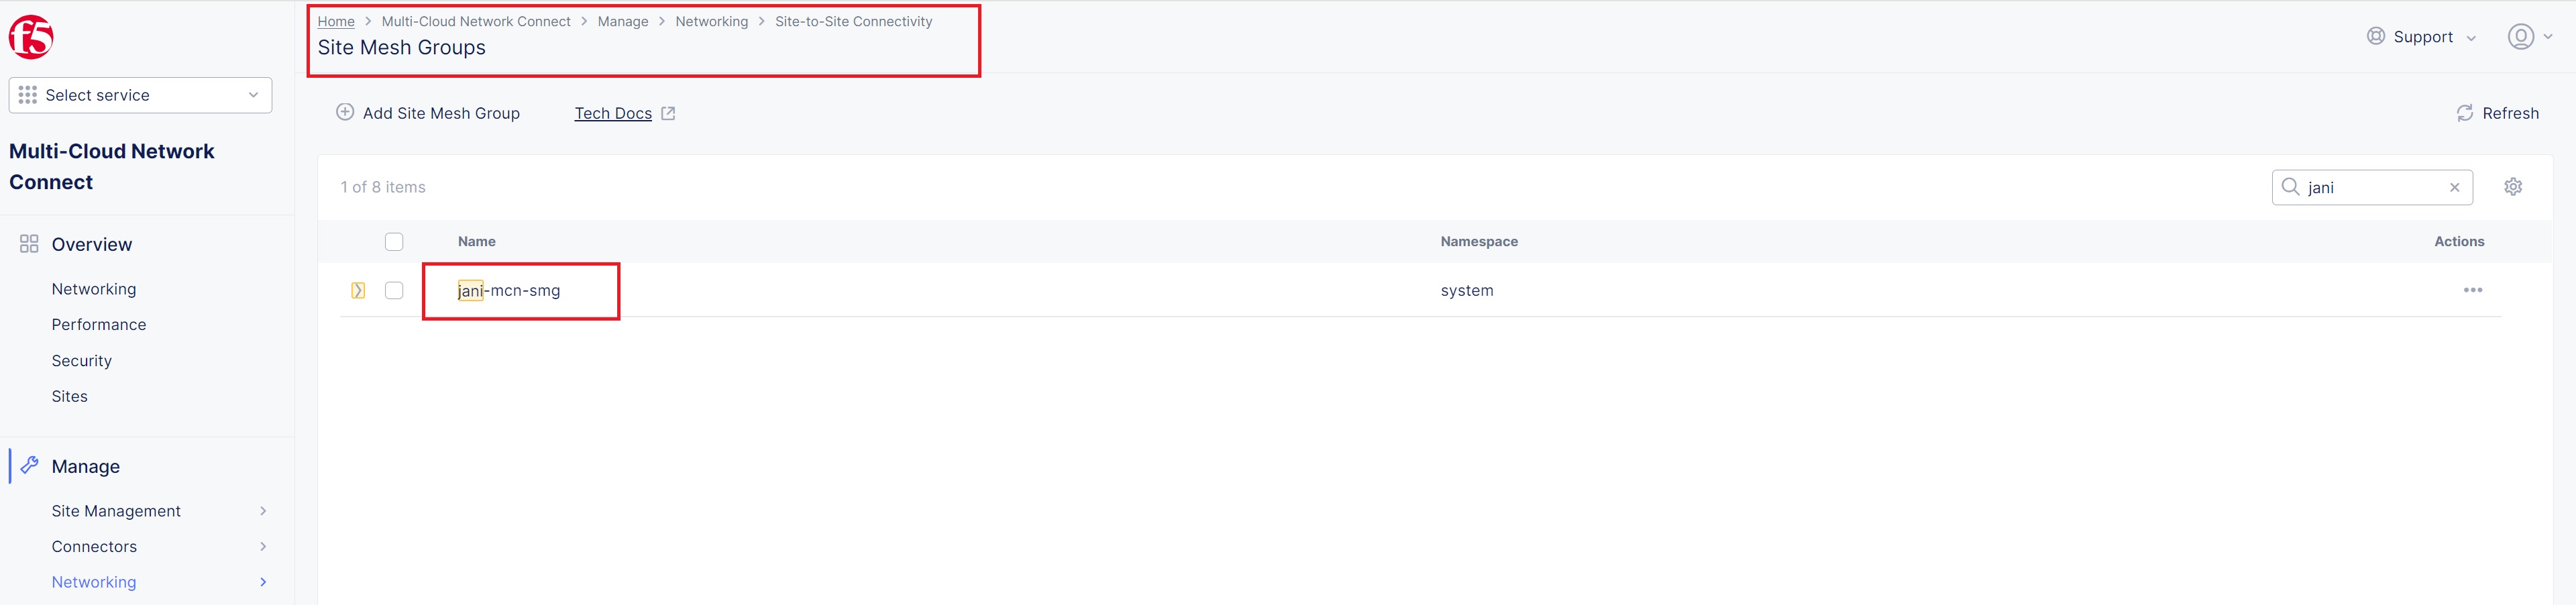 f5
Home > Multi-Cloud Network Connect > Manage > Networking > Site-to-Site Connectivity
Site Mesh Groups
Support
Select service
Add Site Mesh Group
Tech Docs
Refresh
Multi-Cloud Network
Connect
1 of 8 items
jani
Name
Namespace
Actions
jani-mcn-smg
system
Overview
Networking
Performance
Security
Sites
Manage
Site Management
Connectors
Networking